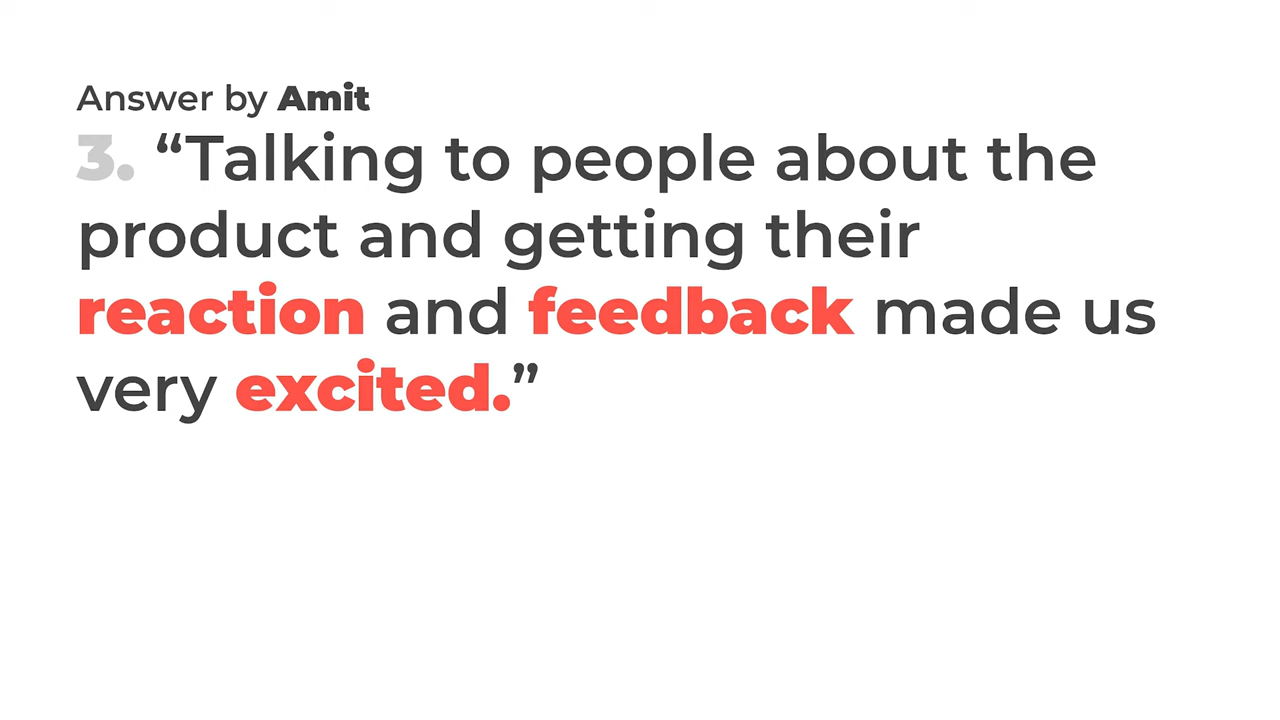 Answer by Amit
3. “Talking to people about the
product and getting their
reaction and feedback made us
very excited.”